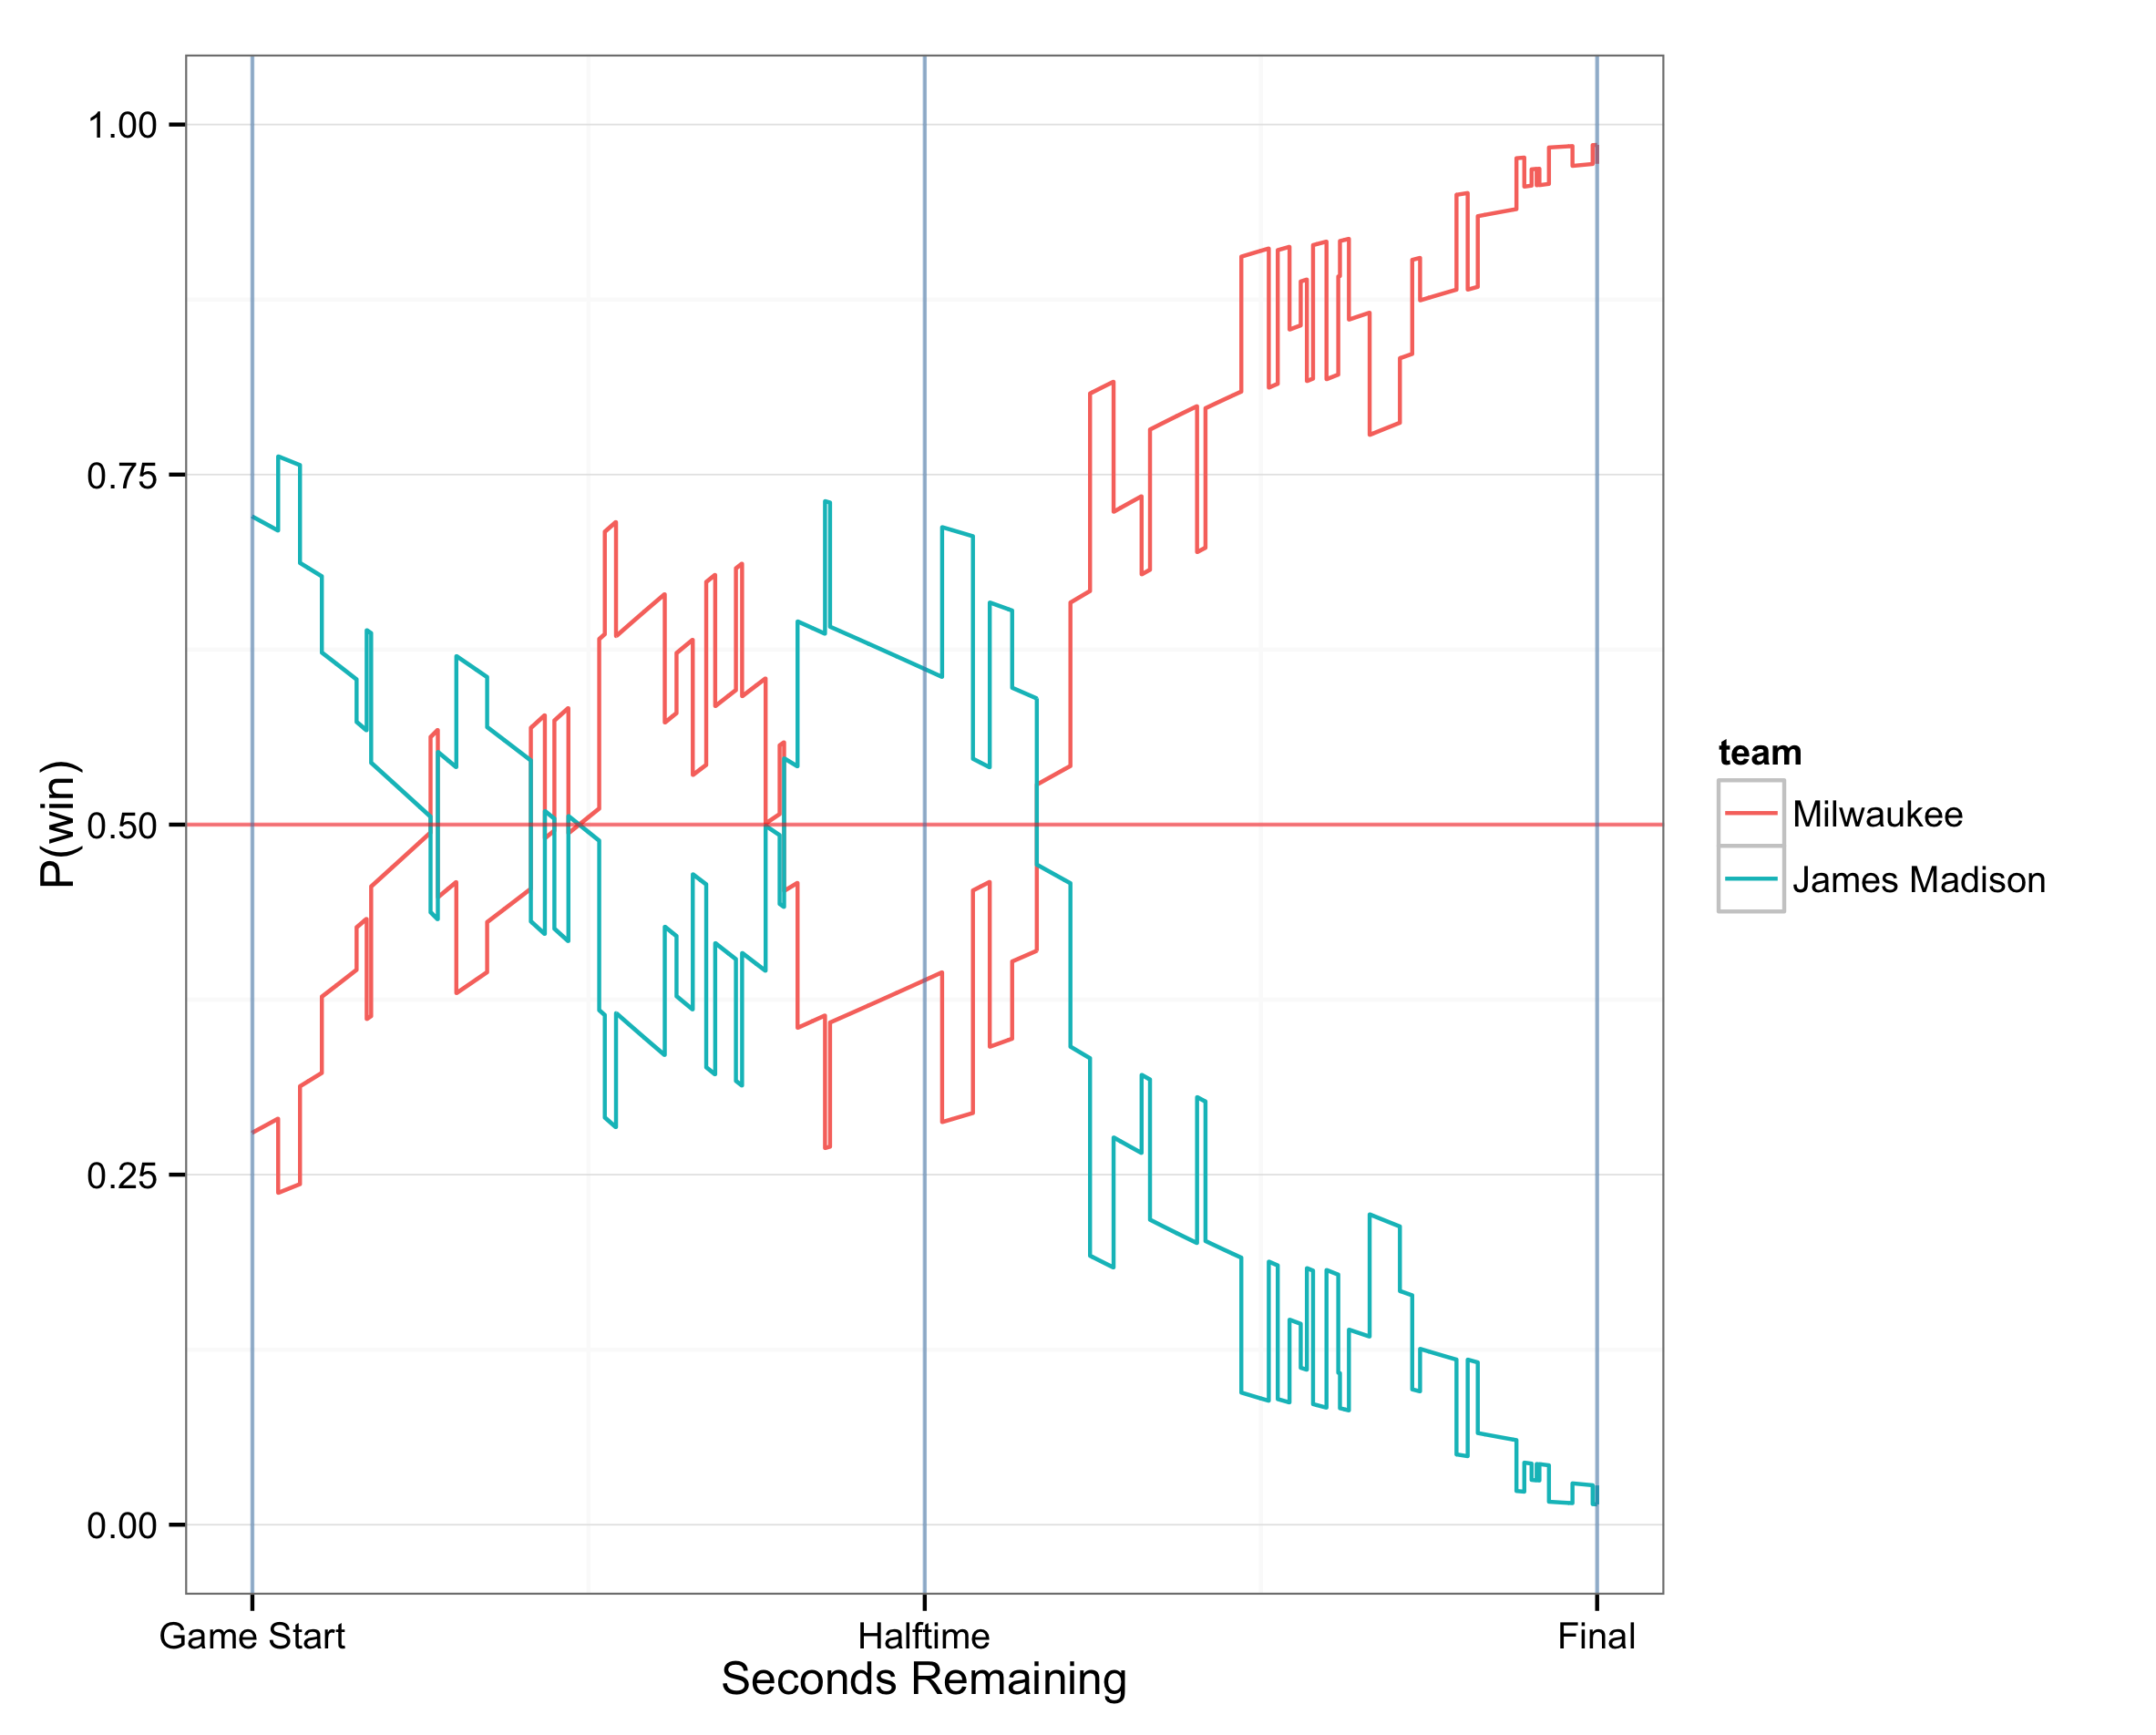 1.00
0.75
0.50
0.25
0.00
P(win)
Game Start
Halftime
Final
Seconds Remaining
team
Milwaukee
James Madison